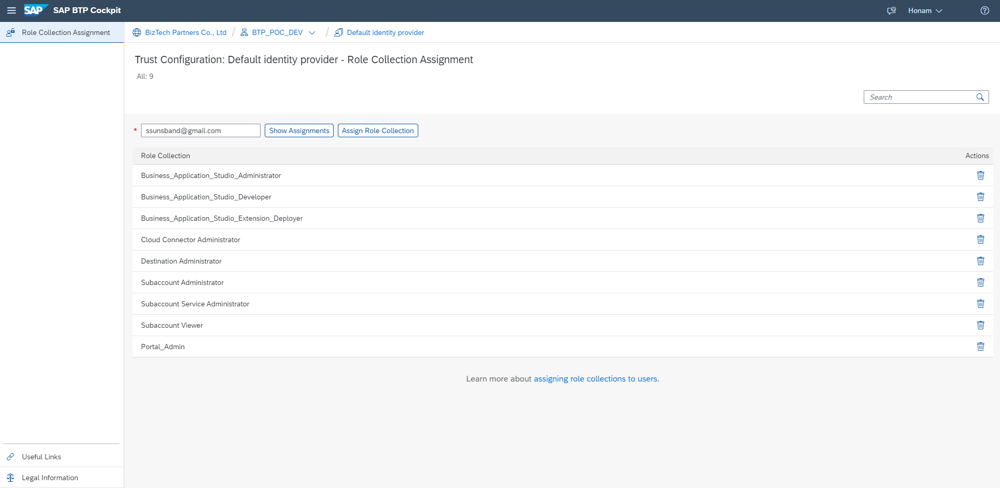 SAP SAP BTP Cockpit
Honam
Role Collection Assignment
BizTech Partners Co., Ltd / BTP_POC_DEV / Default identity provider
Trust Configuration: Default identity provider - Role Collection Assignment
All: 9
Search
* ssunsband@gmail.com Show Assignments Assign Role Collection
Role Collection Actions
Business_Application_Studio_Administrator
Business_Application_Studio_Developer
Business_Application_Studio_Extension_Deployer
Cloud Connector Administrator
Destination Administrator
Subaccount Administrator
Subaccount Service Administrator
Subaccount Viewer
Portal_Admin
Learn more about assigning role collections to users.
Useful Links
Legal Information